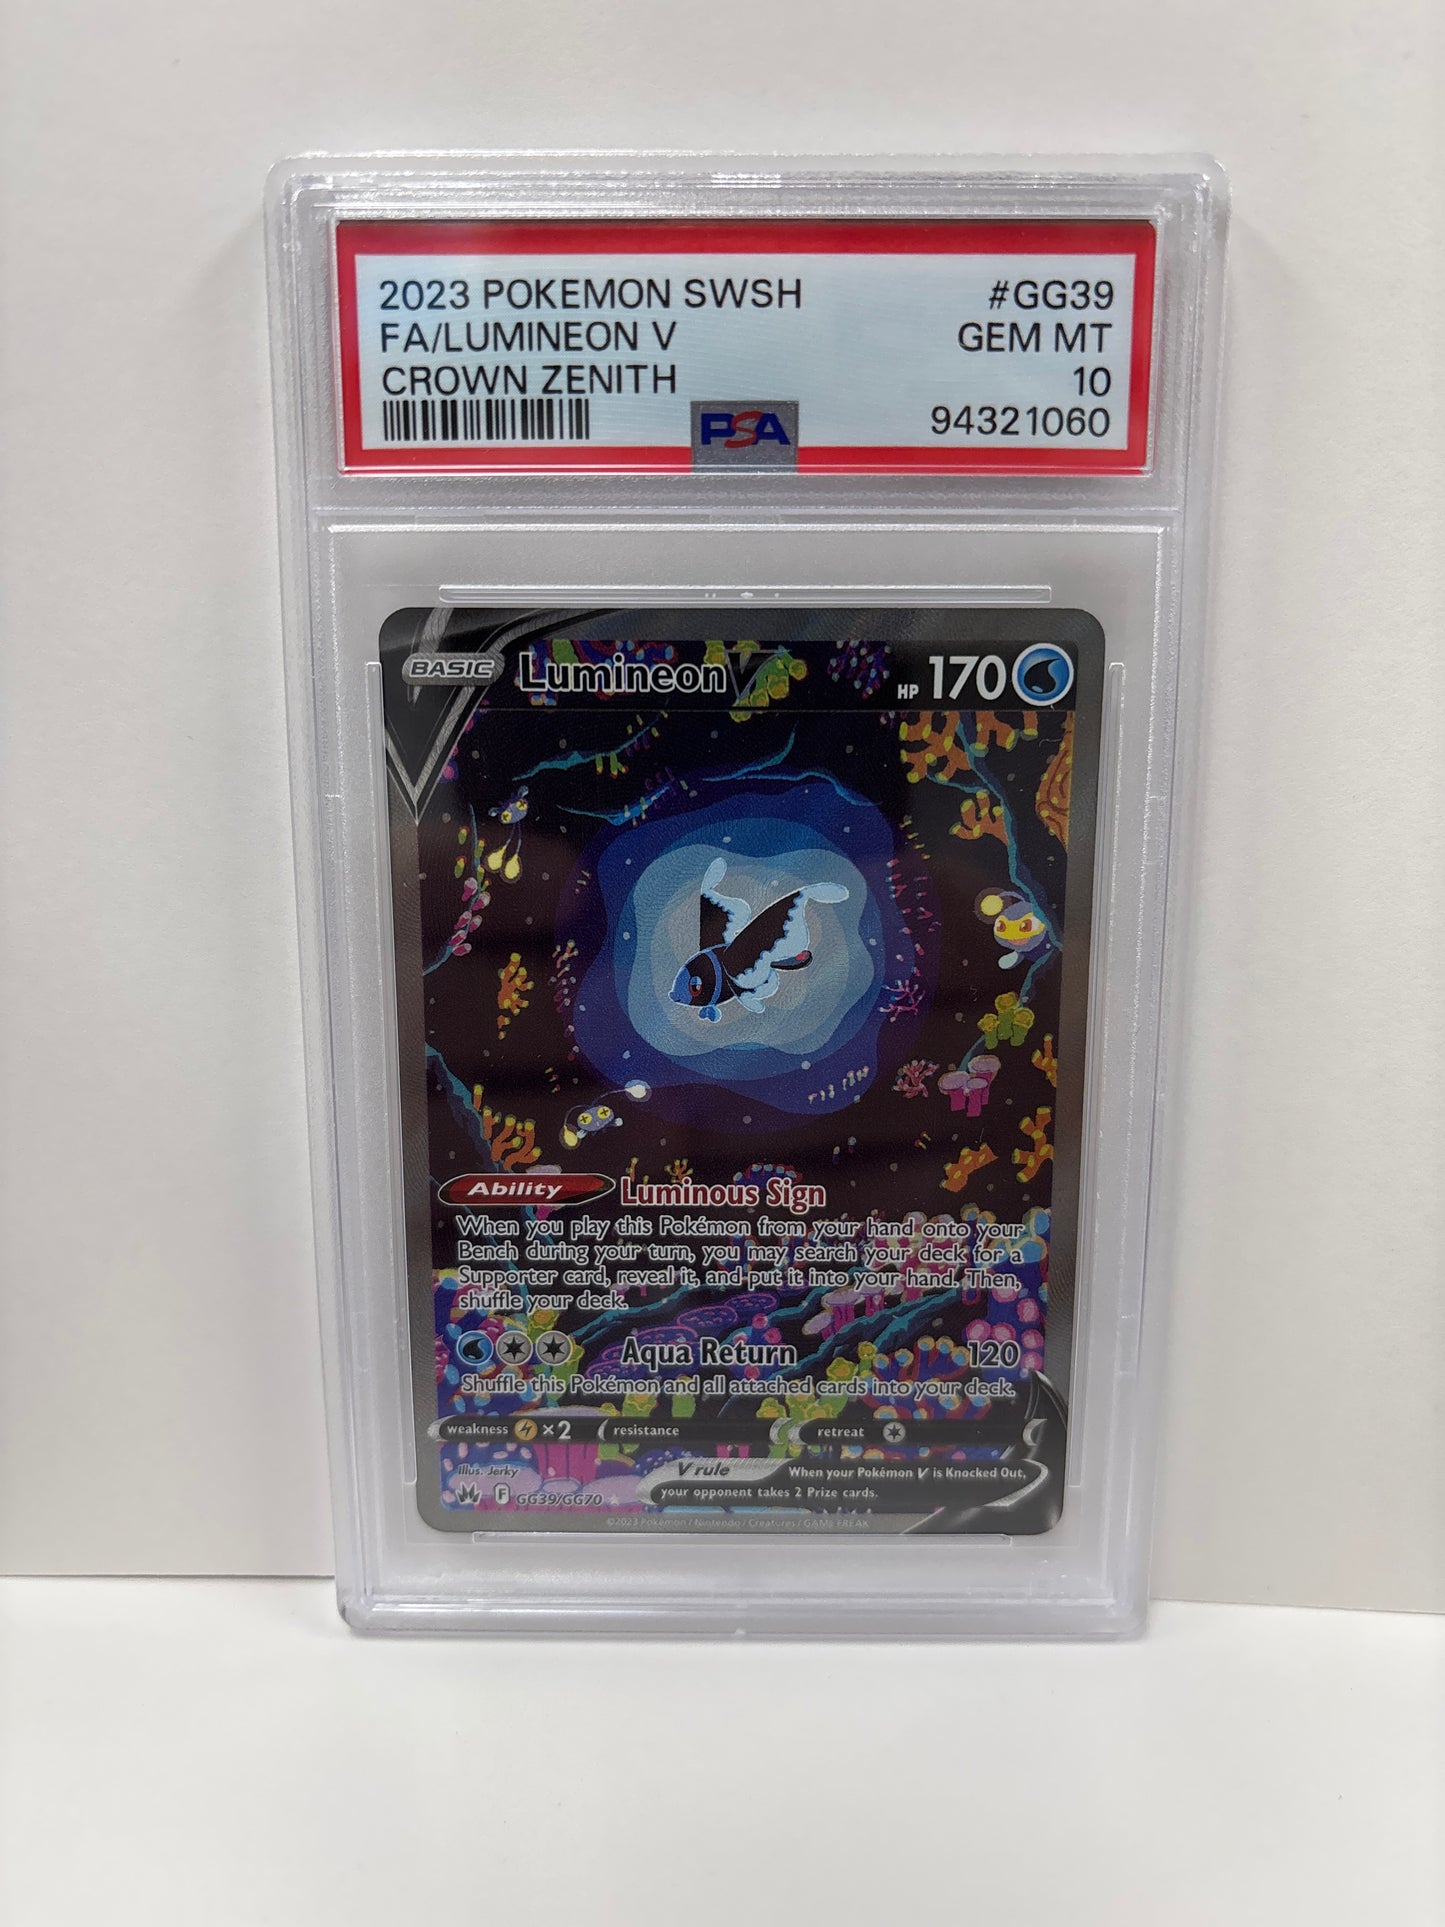 2023 POKEMON SWSH #GG39
FA/LUMINEON V GEM MT
CROWN ZENITH 10
PSA 94321060
BASIC Lumineon V HP 170
Ability Luminous Sign
When you play this Pokémon from your hand onto your
Bench during your turn, you may search your deck for a
Supporter card, reveal it, and put it into your hand. Then,
shuffle your deck.
Aqua Return 120
Shuffle this Pokémon and all attached cards into your deck.
weakness ×2 resistance retreat
Illus. Jerky
V rule When your Pokémon V is Knocked Out,
your opponent takes 2 Prize cards.
F GG39/GG70
©2023 Pokémon / Nintendo / Creatures / GAME FREAK